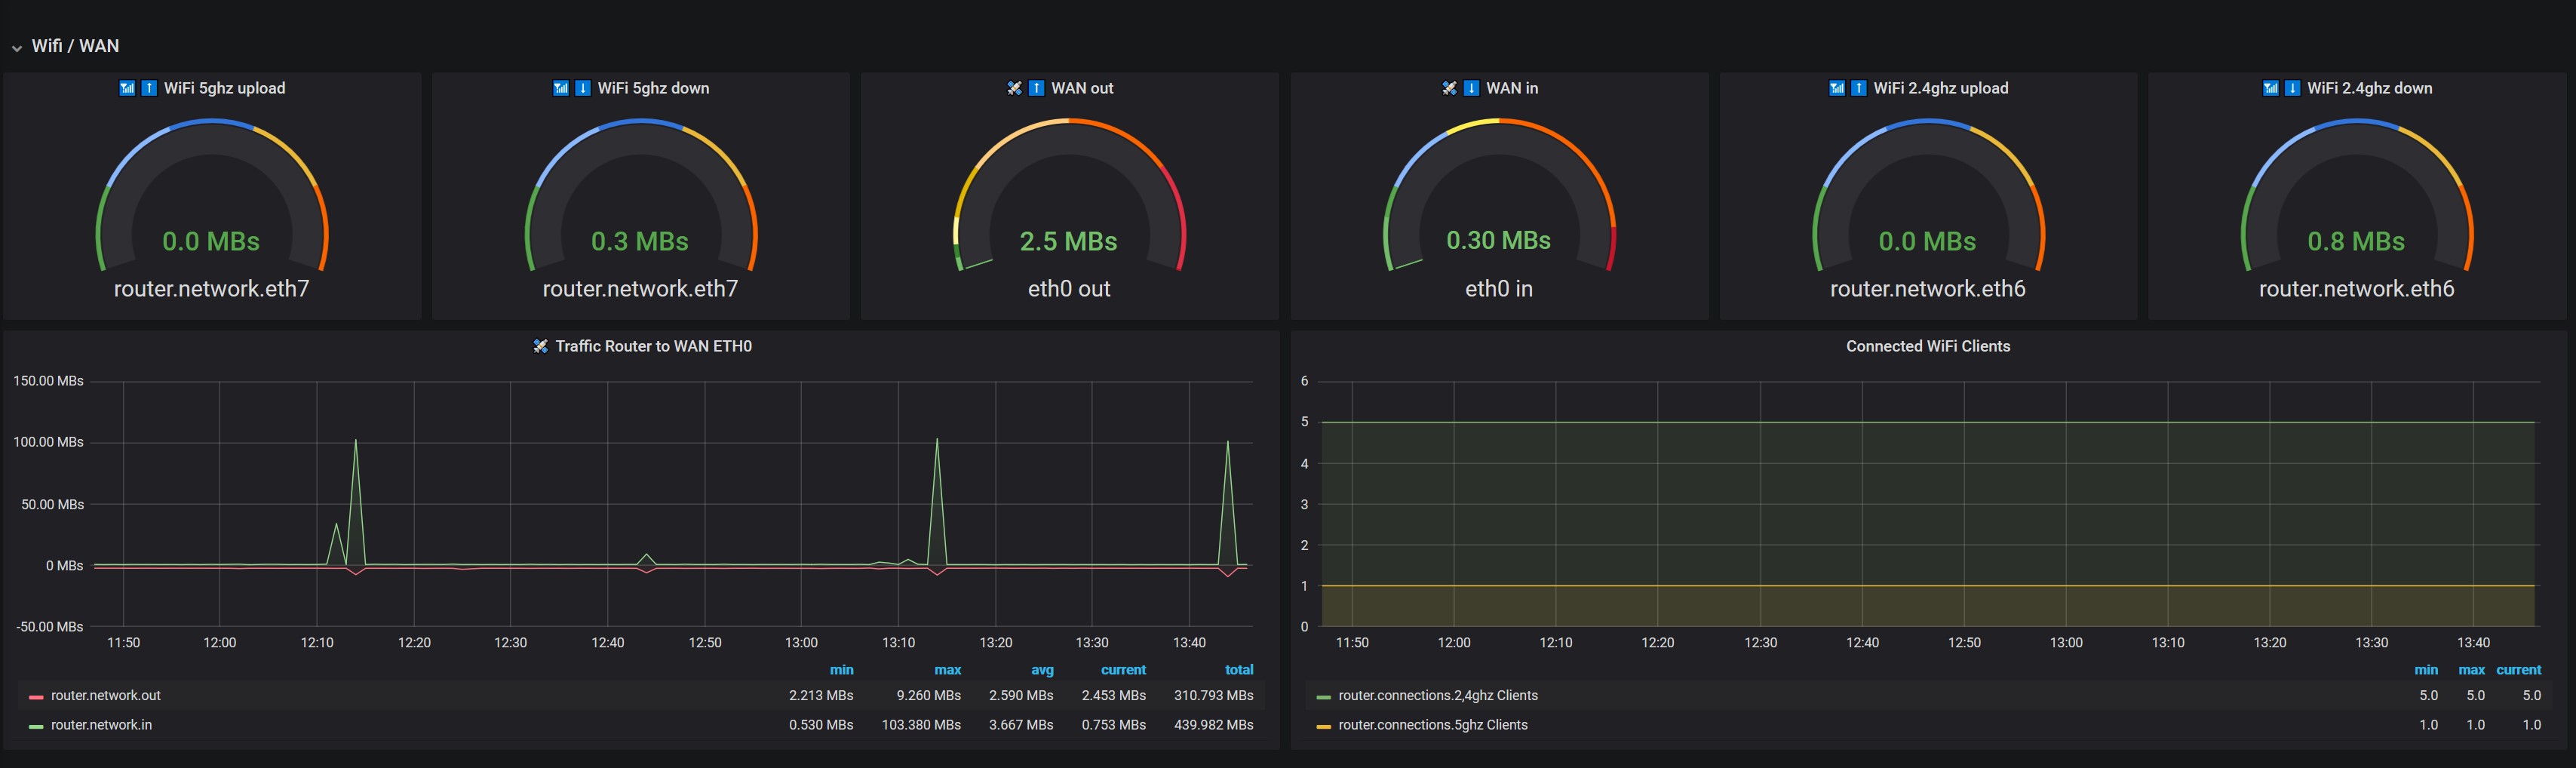 Wifi / WAN
WiFi 5ghz upload
WiFi 5ghz down
WAN out
WAN in
WiFi 2.4ghz upload
WiFi 2.4ghz down
0.0 MBs
0.3 MBs
2.5 MBs
0.30 MBs
0.0 MBs
0.8 MBs
router.network.eth7
router.network.eth7
eth0 out
eth0 in
router.network.eth6
router.network.eth6
Traffic Router to WAN ETH0
150.00 MBs
100.00 MBs
50.00 MBs
0 MBs
-50.00 MBs
11:50 12:00 12:10 12:20 12:30 12:40 12:50 13:00 13:10 13:20 13:30 13:40
min max avg current total
router.network.out 2.213 MBs 9.260 MBs 2.590 MBs 2.453 MBs 310.793 MBs
router.network.in 0.530 MBs 103.380 MBs 3.667 MBs 0.753 MBs 439.982 MBs
Connected WiFi Clients
6
5
4
3
2
1
0
11:50 12:00 12:10 12:20 12:30 12:40 12:50 13:00 13:10 13:20 13:30 13:40
min max current
router.connections.2,4ghz Clients 5.0 5.0 5.0
router.connections.5ghz Clients 1.0 1.0 1.0